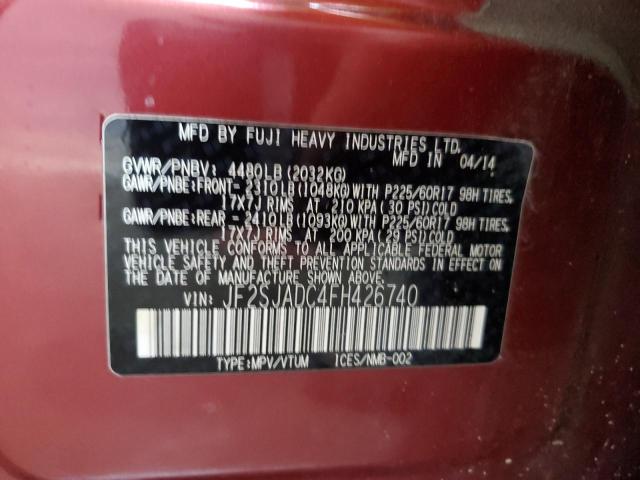 MFD BY FUJI HEAVY INDUSTRIES LTD.
MFD IN 04/14
GVWR/PNBV: 4480LB(2032KG)
GAWR/PNBE:FRONT-2310LB(1048KG)WITH P225/60R17 98H TIRES,
17X7J RIMS AT 210 KPA( 30 PSI)COLD
GAWR/PNBE:REAR -2410LB(1093KG)WITH P225/60R17 98H TIRES,
17X7J RIMS AT 200 KPA(29 PSI)COLD
THIS VEHICLE CONFORMS TO ALL APPLICABLE FEDERAL MOTOR
VEHICLE SAFETY AND THEFT PREVENTION STANDARDS IN EFFECT ON
THE DATE OF MANUFACTURE SHOWN ABOVE.
VIN: JF2SJADC4FH426740
TYPE:MPV/VTUM ICES/NMB-002